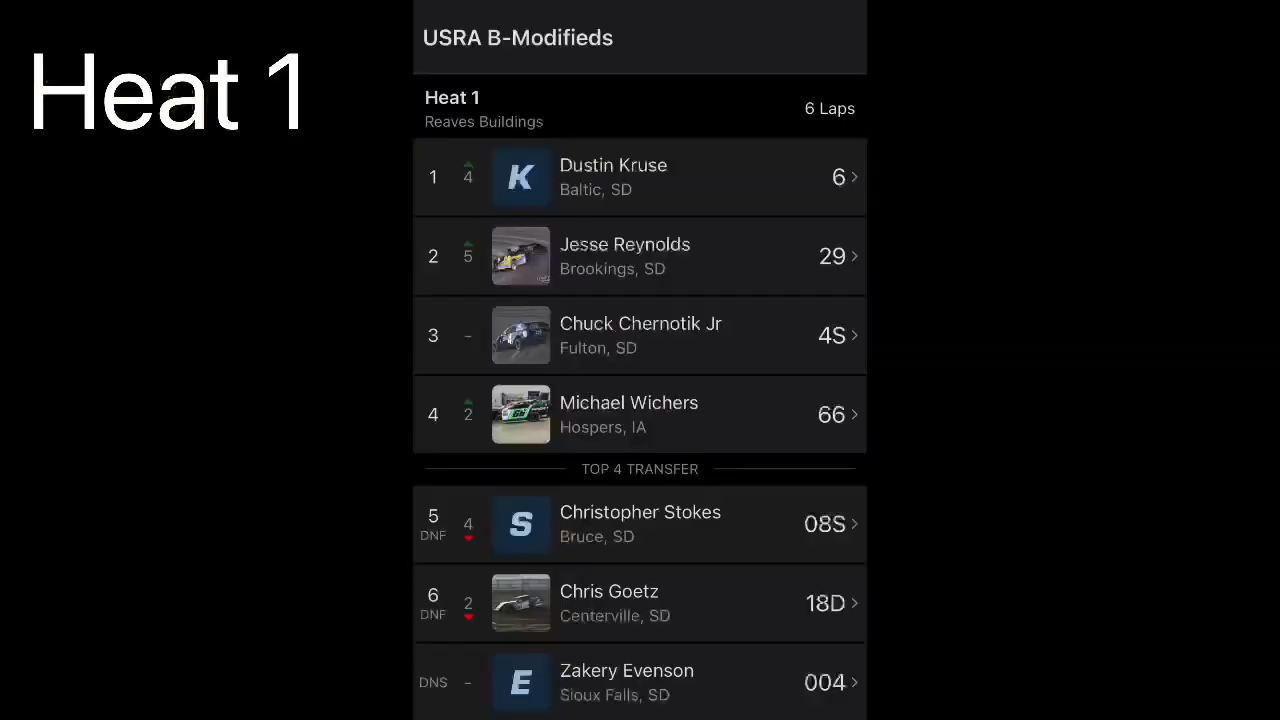 Heat 1
USRA B-Modifieds
Heat 1
Reaves Buildings
6 Laps
1 4 K Dustin Kruse 6
Baltic, SD
2 5 Jesse Reynolds 29
Brookings, SD
3 - Chuck Chernotik Jr 4S
Fulton, SD
4 2 Michael Wichers 66
Hospers, IA
TOP 4 TRANSFER
5 4 S Christopher Stokes 08S
DNF Bruce, SD
6 2 Chris Goetz 18D
DNF Centerville, SD
DNS - E Zakery Evenson 004
Sioux Falls, SD